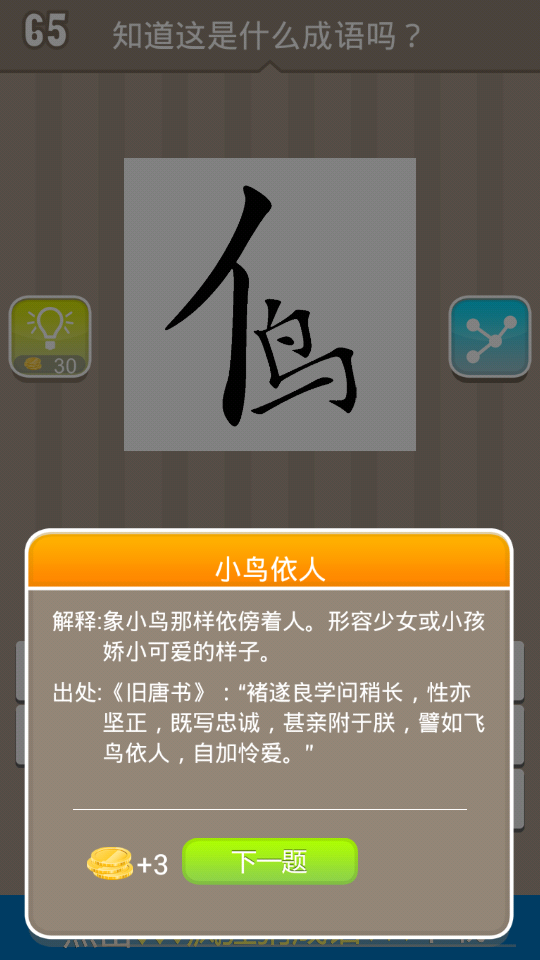 65
知道这是什么成语吗？
鸟
30
小鸟依人
解释:象小鸟那样依傍着人。形容少女或小孩
娇小可爱的样子。
出处:《旧唐书》：“褚遂良学问稍长，性亦
坚正，既写忠诚，甚亲附于朕，譬如飞
鸟依人，自加怜爱。”
+3
下一题